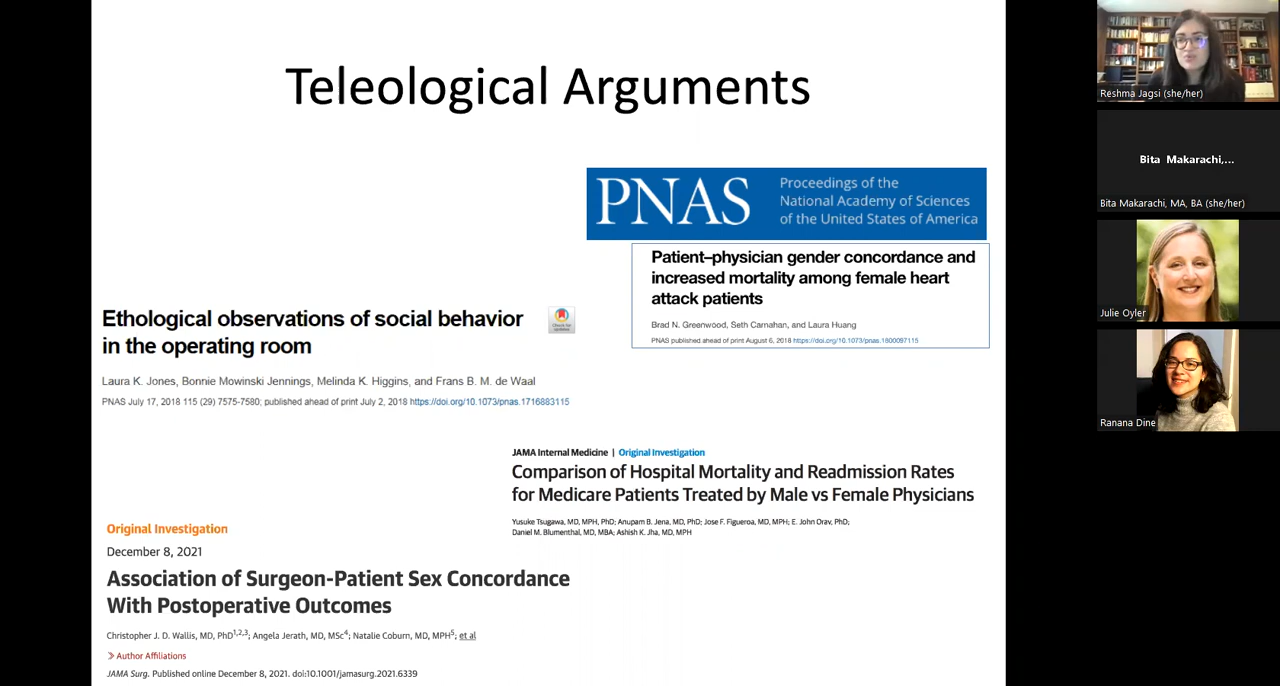 Teleological Arguments
PNAS
Proceedings of the
National Academy of Sciences
of the United States of America
Patient–physician gender concordance and
increased mortality among female heart
attack patients
Brad N. Greenwood, Seth Carnahan, and Laura Huang
PNAS published ahead of print August 6, 2018 https://doi.org/10.1073/pnas.1800097115
Ethological observations of social behavior
in the operating room
Check for
updates
Laura K. Jones, Bonnie Mowinski Jennings, Melinda K. Higgins, and Frans B. M. de Waal
PNAS July 17, 2018 115 (29) 7575-7580; published ahead of print July 2, 2018 https://doi.org/10.1073/pnas.1716883115
JAMA Internal Medicine | Original Investigation
Comparison of Hospital Mortality and Readmission Rates
for Medicare Patients Treated by Male vs Female Physicians
Yusuke Tsugawa, MD, MPH, PhD; Anupam B. Jena, MD, PhD; Jose F. Figueroa, MD, MPH; E. John Orav, PhD;
Daniel M. Blumenthal, MD, MBA; Ashish K. Jha, MD, MPH
Original Investigation
December 8, 2021
Association of Surgeon-Patient Sex Concordance
With Postoperative Outcomes
Christopher J. D. Wallis, MD, PhD1,2,3; Angela Jerath, MD, MSc4; Natalie Coburn, MD, MPH5; et al
≫ Author Affiliations
JAMA Surg. Published online December 8, 2021. doi:10.1001/jamasurg.2021.6339
Reshma Jagsi (she/her)
Bita Makarachi,...
Bita Makarachi, MA, BA (she/her)
Julie Oyler
Ranana Dine